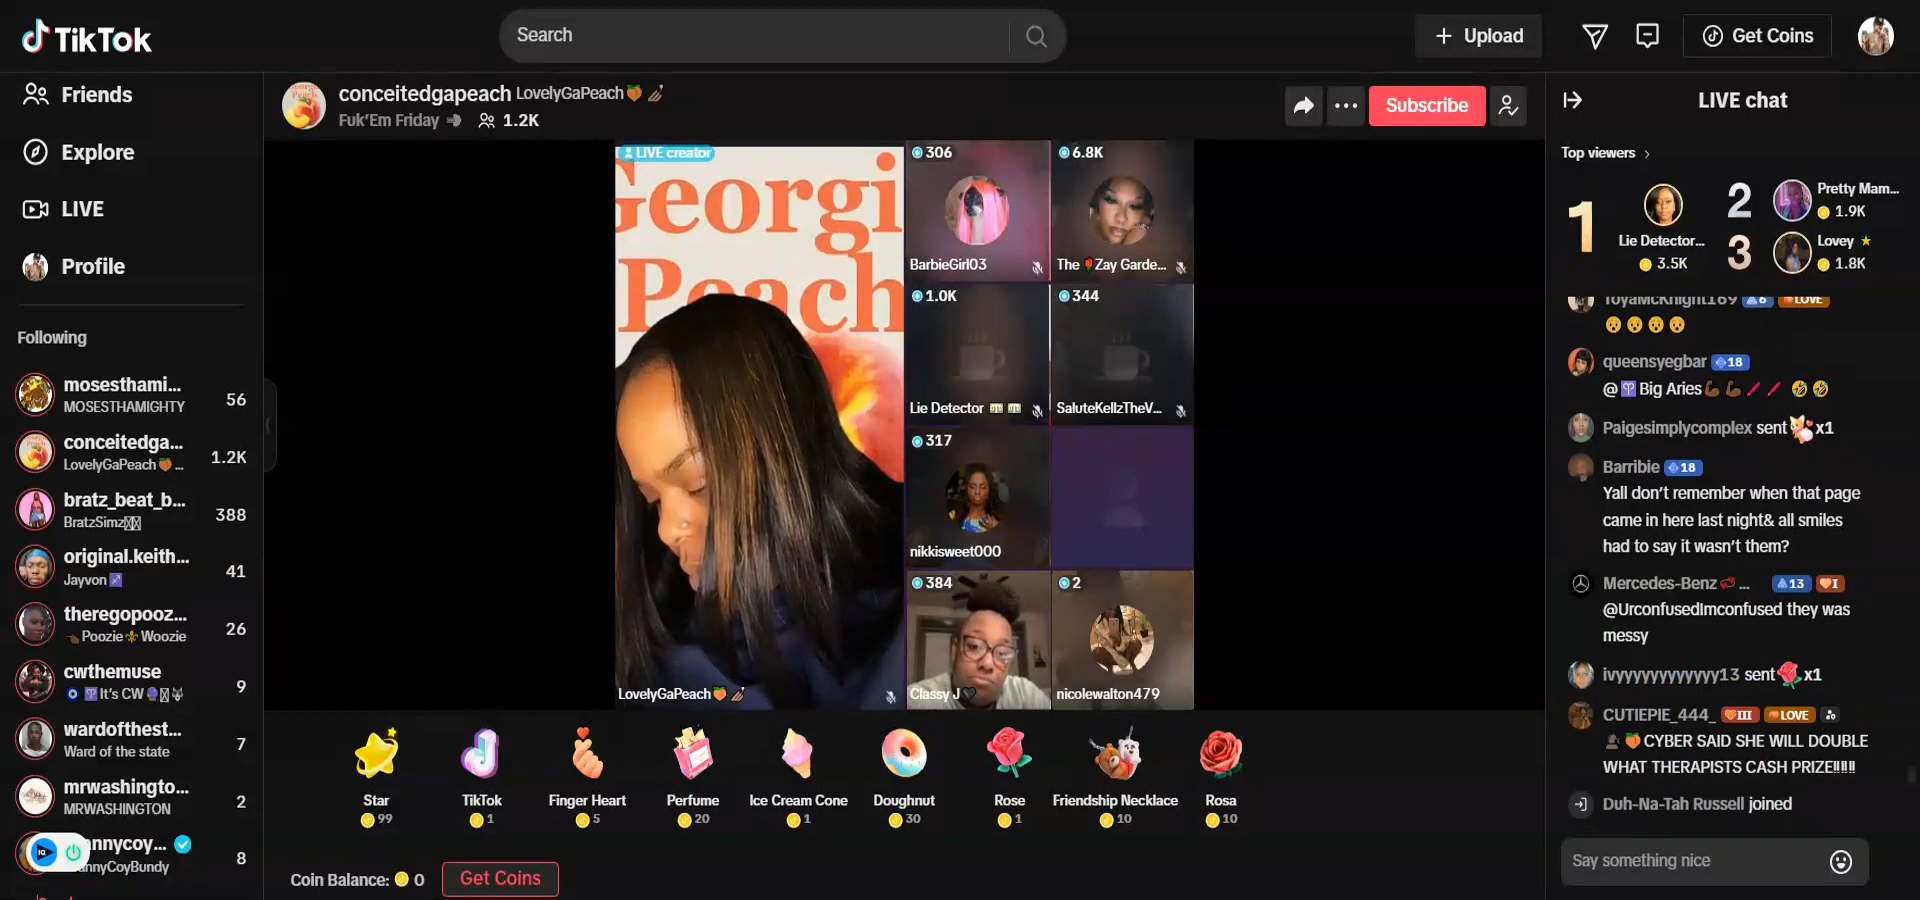 TikTok
Search
Upload
Get Coins
Friends
Explore
LIVE
Profile
Following
mosesthami...
MOSESTHAMIGHTY
56
conceitedga...
LovelyGaPeach🍑...
1.2K
bratz_beat_b...
BratzSimz
388
original.keith...
Jayvon
41
theregopooz...
Poozie⚜Woozie
26
cwthemuse
It's CW
9
wardofthest...
Ward of the state
7
mrwashingto...
MRWASHINGTON
2
annycoy...
annyCoyBundy
8
conceitedgapeach LovelyGaPeach🍑💅🏾
Fuk'Em Friday 💨 1.2K
Subscribe
LIVE creator
Georgi
Peach
LovelyGaPeach🍑💅🏾
306
BarbieGirl03
6.8K
The 🌹Zay Garde...
1.0K
Lie Detector
344
SaluteKellzTheV...
317
nikkisweet000
384
Classy J🖤
2
nicolewalton479
Star
99
TikTok
1
Finger Heart
5
Perfume
20
Ice Cream Cone
1
Doughnut
30
Rose
1
Friendship Necklace
10
Rosa
10
Coin Balance: 0
Get Coins
LIVE chat
Top viewers
1
Lie Detector...
3.5K
2
Pretty Mam...
1.9K
3
Lovey ⭐
1.8K
ToyaMcKnight169 6 LOVE
😲😲😲😲
queensyegbar 18
@♈Big Aries💪🏾💪🏾🤣🤣
Paigesimplycomplex sent x1
Barribie 18
Yall don't remember when that page
came in here last night& all smiles
had to say it wasn't them?
Mercedes-Benz... 13 I
@UrconfusedImconfused they was
messy
ivyyyyyyyyyyyy13 sent🌹x1
CUTIEPIE_444_ III LOVE
🍑CYBER SAID SHE WILL DOUBLE
WHAT THERAPISTS CASH PRIZE‼‼‼
Duh-Na-Tah Russell joined
Say something nice